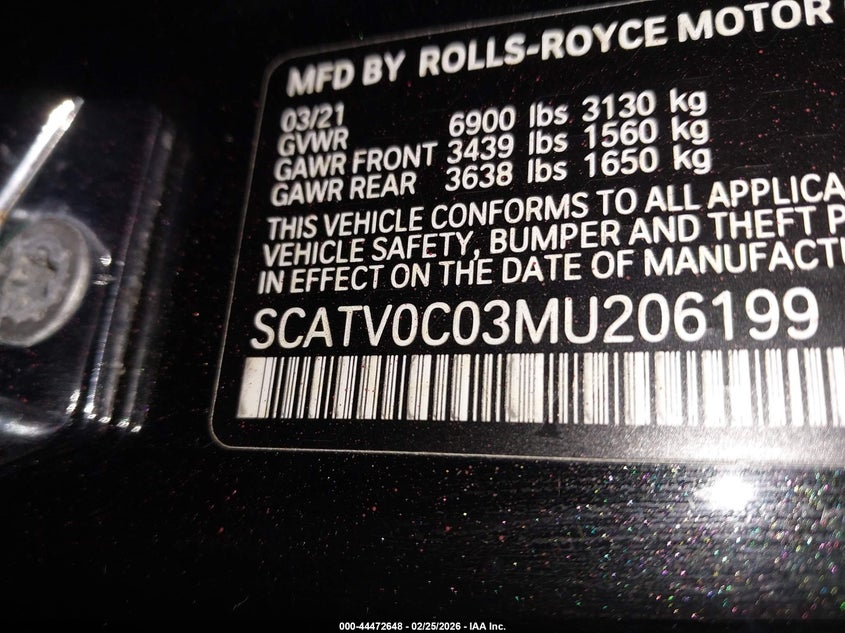 MFD BY ROLLS-ROYCE MOTOR
03/21
GVWR 6900 lbs 3130 kg
GAWR FRONT 3439 lbs 1560 kg
GAWR REAR 3638 lbs 1650 kg
THIS VEHICLE CONFORMS TO ALL APPLICA
VEHICLE SAFETY, BUMPER AND THEFT P
IN EFFECT ON THE DATE OF MANUFACT
SCATV0C03MU206199
000-44472648 - 02/25/2026 - IAA Inc.